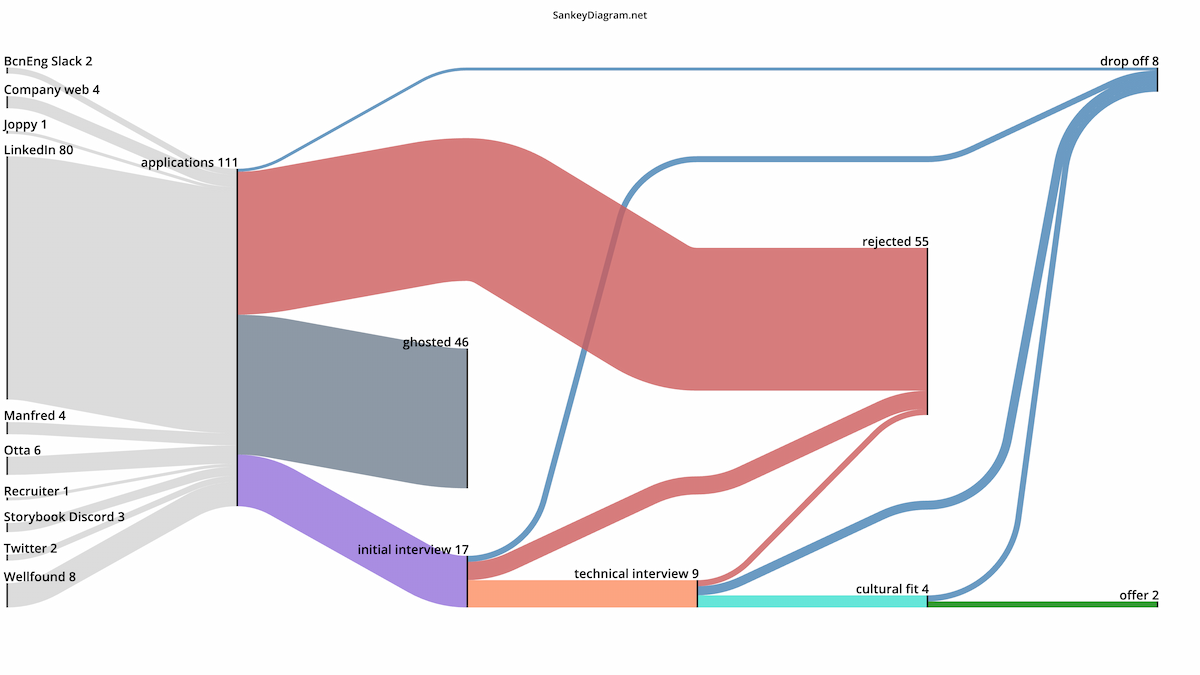 SankeyDiagram.net
BcnEng Slack 2
Company web 4
Joppy 1
LinkedIn 80
Manfred 4
Otta 6
Recruiter 1
Storybook Discord 3
Twitter 2
Wellfound 8
applications 111
ghosted 46
initial interview 17
technical interview 9
rejected 55
cultural fit 4
drop off 8
offer 2